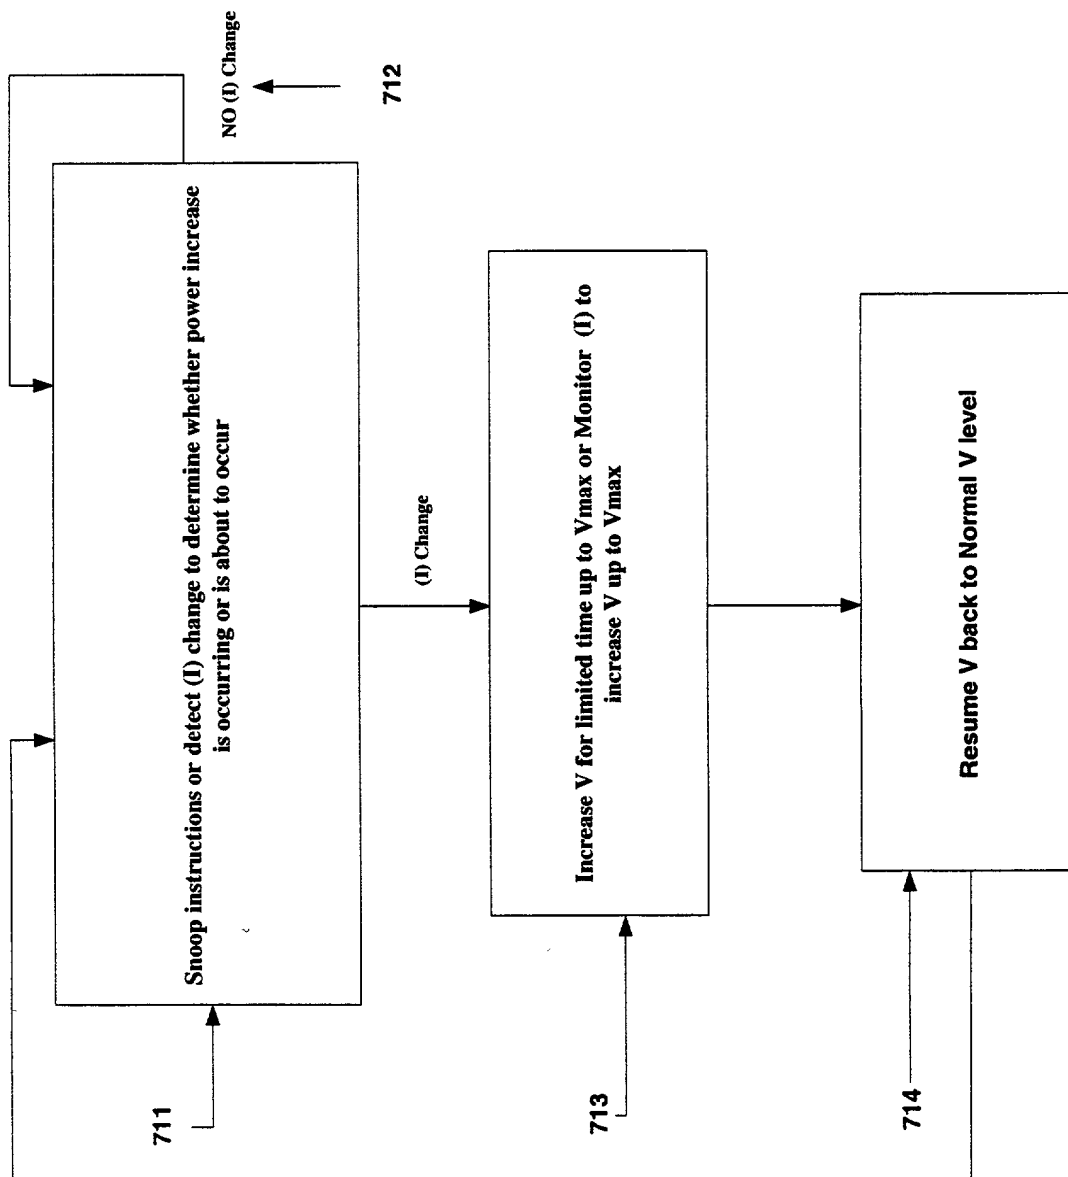 NO (I) Change
712
Snoop instructions or detect (I) change to determine whether power increase
is occurring or is about to occur
711
(I) Change
Increase V for limited time up to Vmax or Monitor (I) to
increase V up to Vmax
713
Resume V back to Normal V level
714